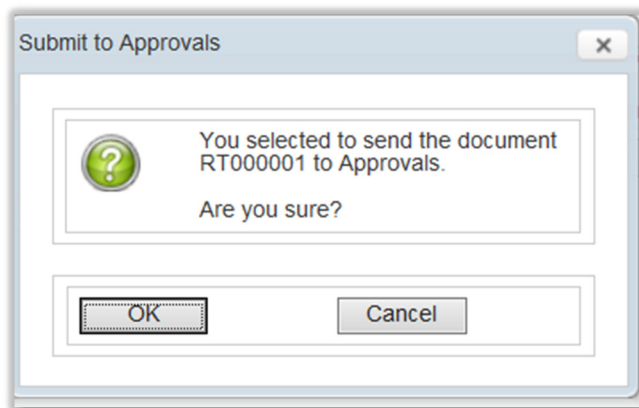 Submit to Approvals
You selected to send the document
RT000001 to Approvals.
Are you sure?
OK
Cancel